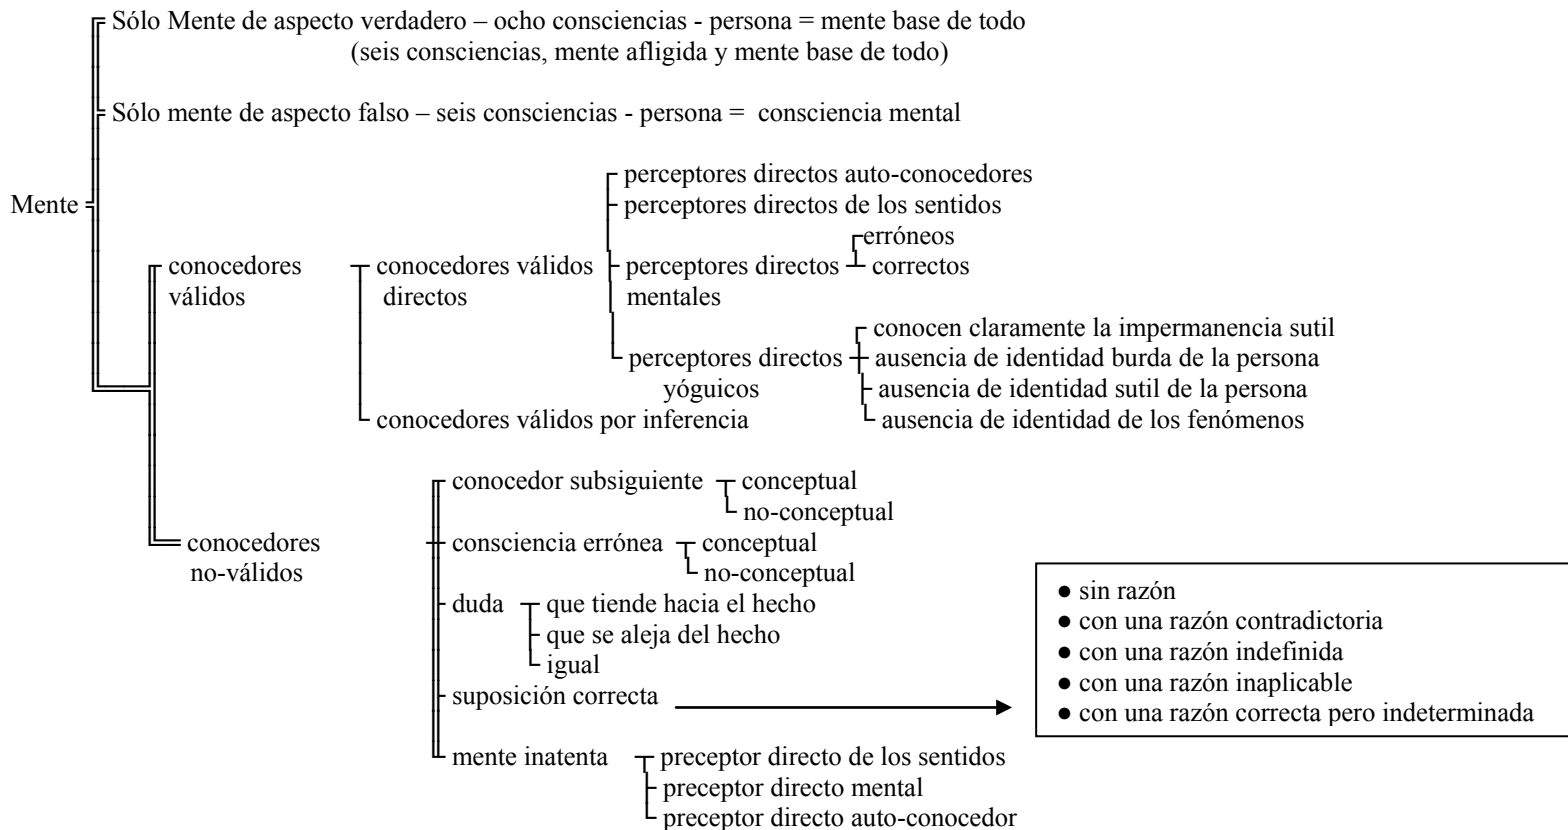 Sólo Mente de aspecto verdadero – ocho consciencias - persona = mente base de todo
(seis consciencias, mente afligida y mente base de todo)
Sólo mente de aspecto falso – seis consciencias - persona = consciencia mental
perceptores directos auto-conocedores
Mente
perceptores directos de los sentidos
erróneos
conocedores
conocedores válidos
perceptores directos
correctos
válidos
directos
mentales
conocen claramente la impermanencia sutil
perceptores directos
ausencia de identidad burda de la persona
yóguicos
ausencia de identidad sutil de la persona
conocedores válidos por inferencia
ausencia de identidad de los fenómenos
conocedor subsiguiente
conceptual
no-conceptual
conocedores
consciencia errónea
conceptual
no-válidos
no-conceptual
● sin razón
duda
que tiende hacia el hecho
● con una razón contradictoria
que se aleja del hecho
● con una razón indefinida
igual
● con una razón inaplicable
suposición correcta
● con una razón correcta pero indeterminada
mente inatenta
preceptor directo de los sentidos
preceptor directo mental
preceptor directo auto-conocedor